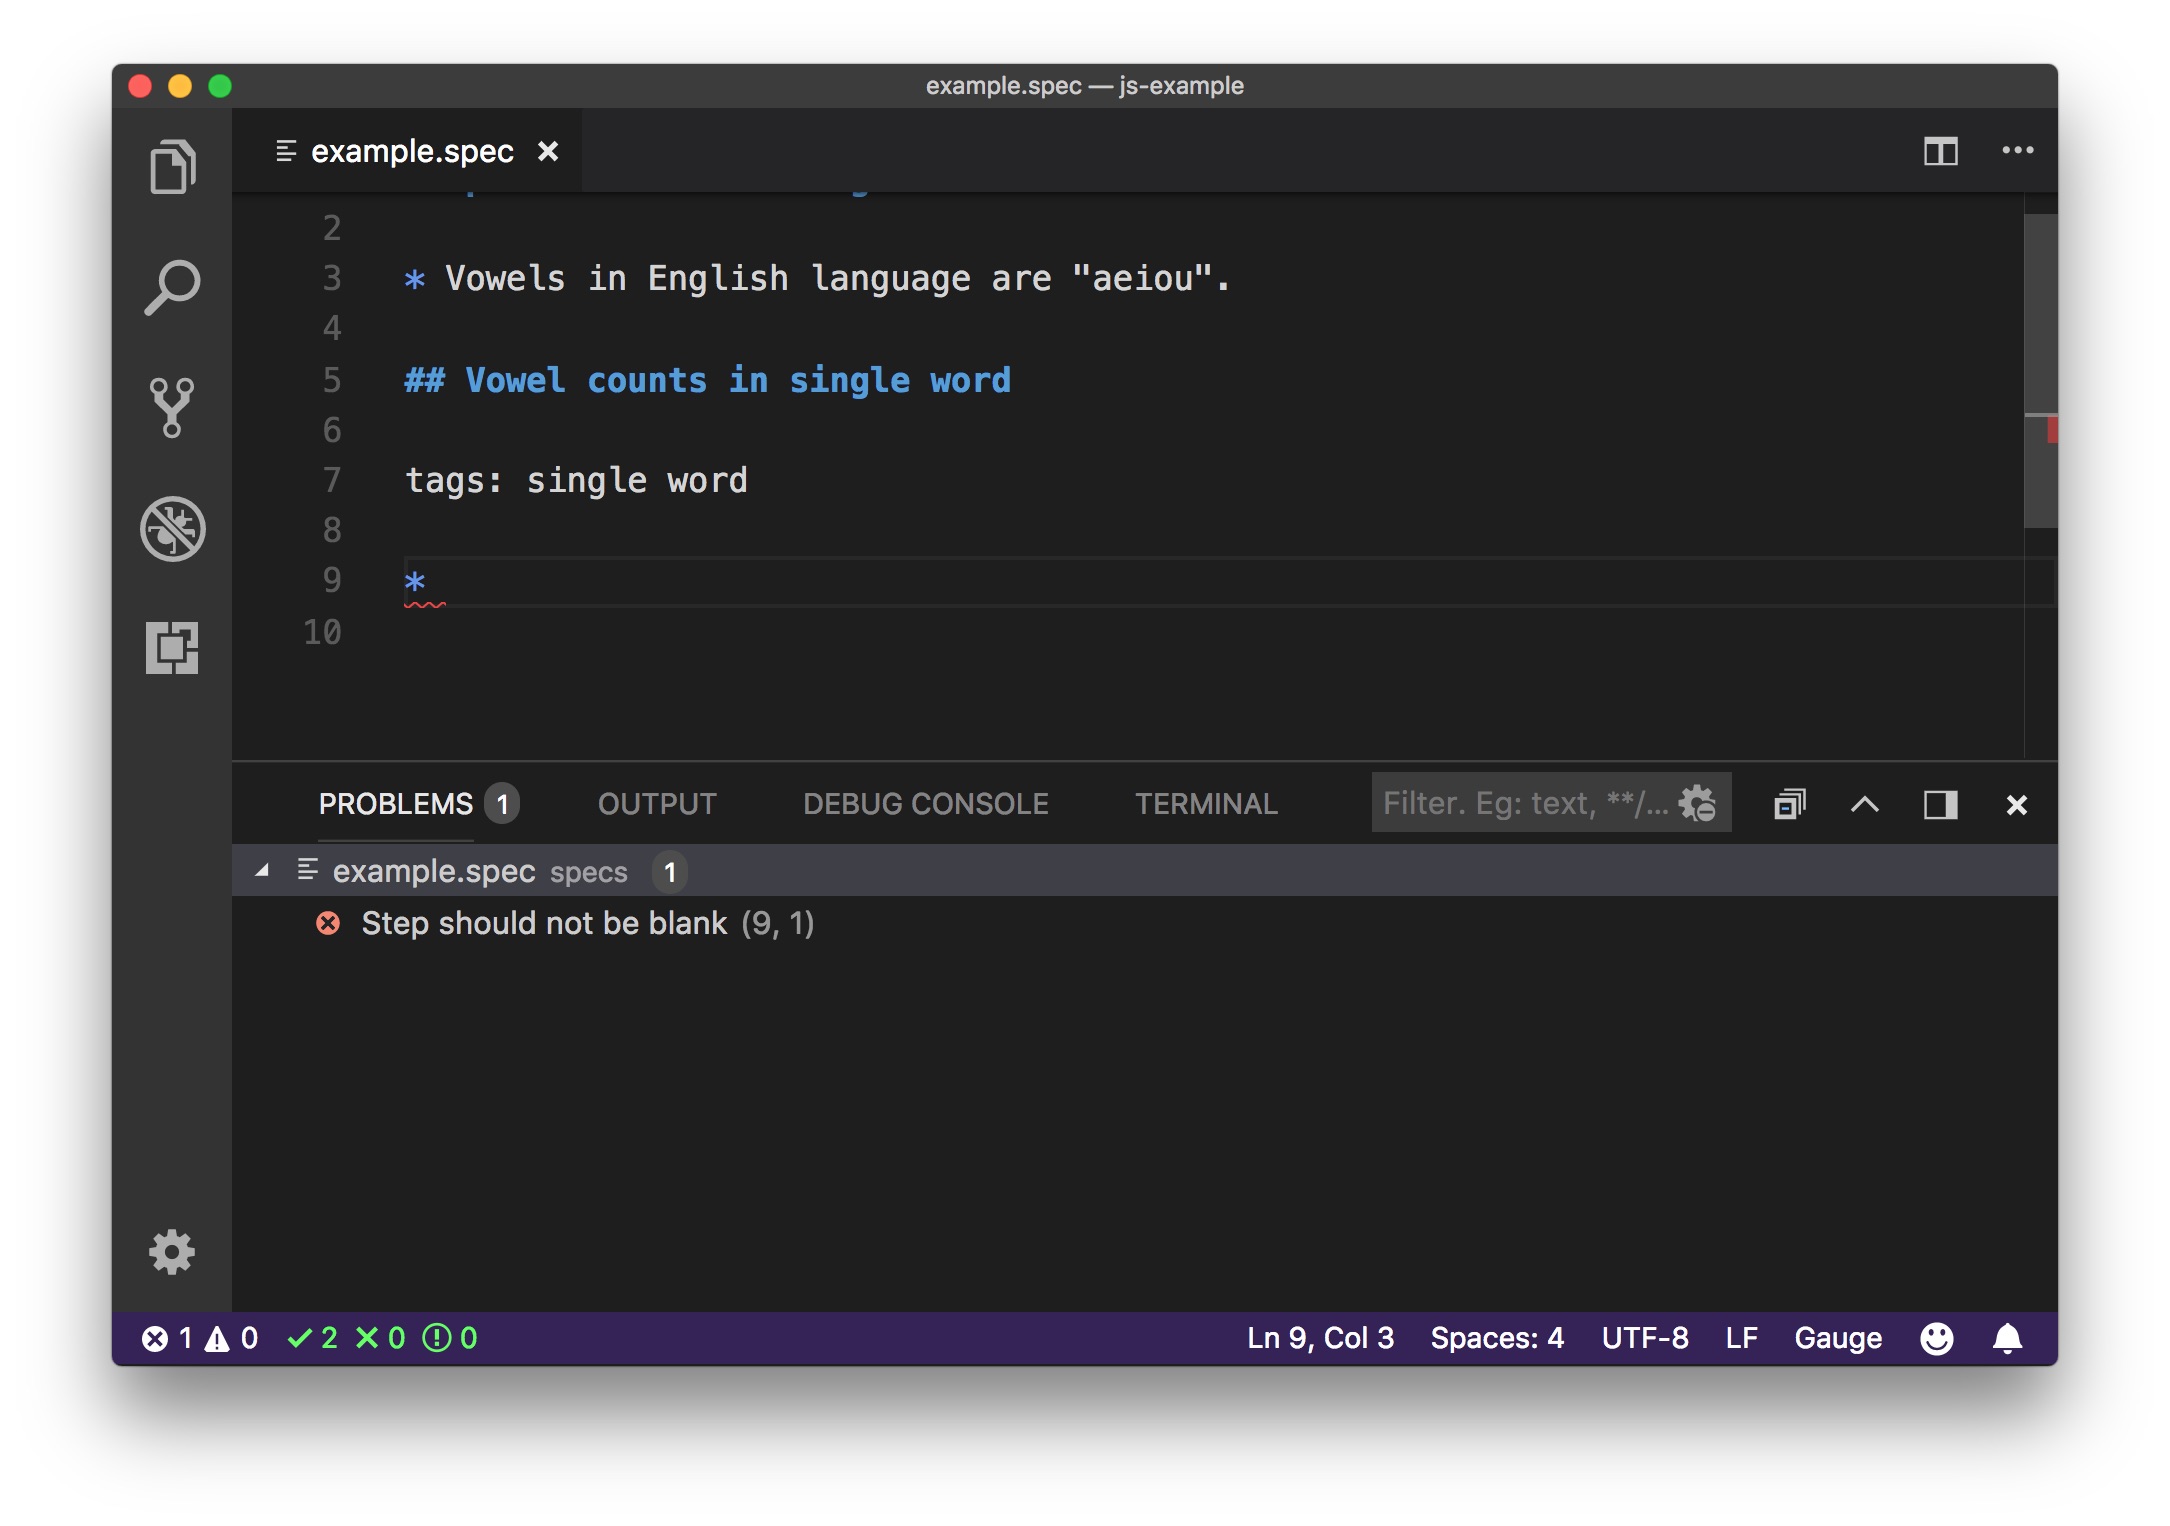 example.spec — js-example
example.spec
2
3 * Vowels in English language are "aeiou".
4
5 ## Vowel counts in single word
6
7 tags: single word
8
9 *
10
PROBLEMS 1 OUTPUT DEBUG CONSOLE TERMINAL Filter. Eg: text, **/...
example.spec specs 1
Step should not be blank (9, 1)
1 0 2 0 0 Ln 9, Col 3 Spaces: 4 UTF-8 LF Gauge